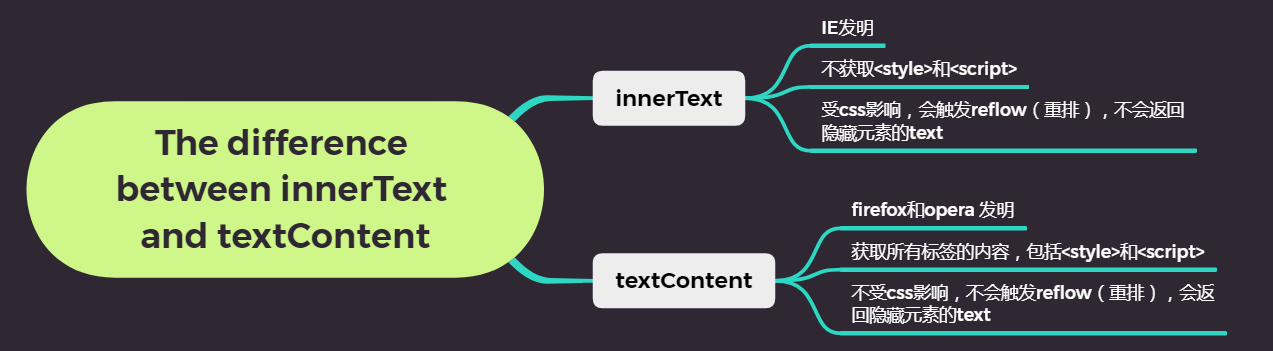 The difference
between innerText
and textContent
innerText
IE发明
不获取<style>和<script>
受css影响，会触发reflow（重排），不会返回
隐藏元素的text
textContent
firefox和opera 发明
获取所有标签的内容，包括<style>和<script>
不受css影响，不会触发reflow（重排），会返
回隐藏元素的text